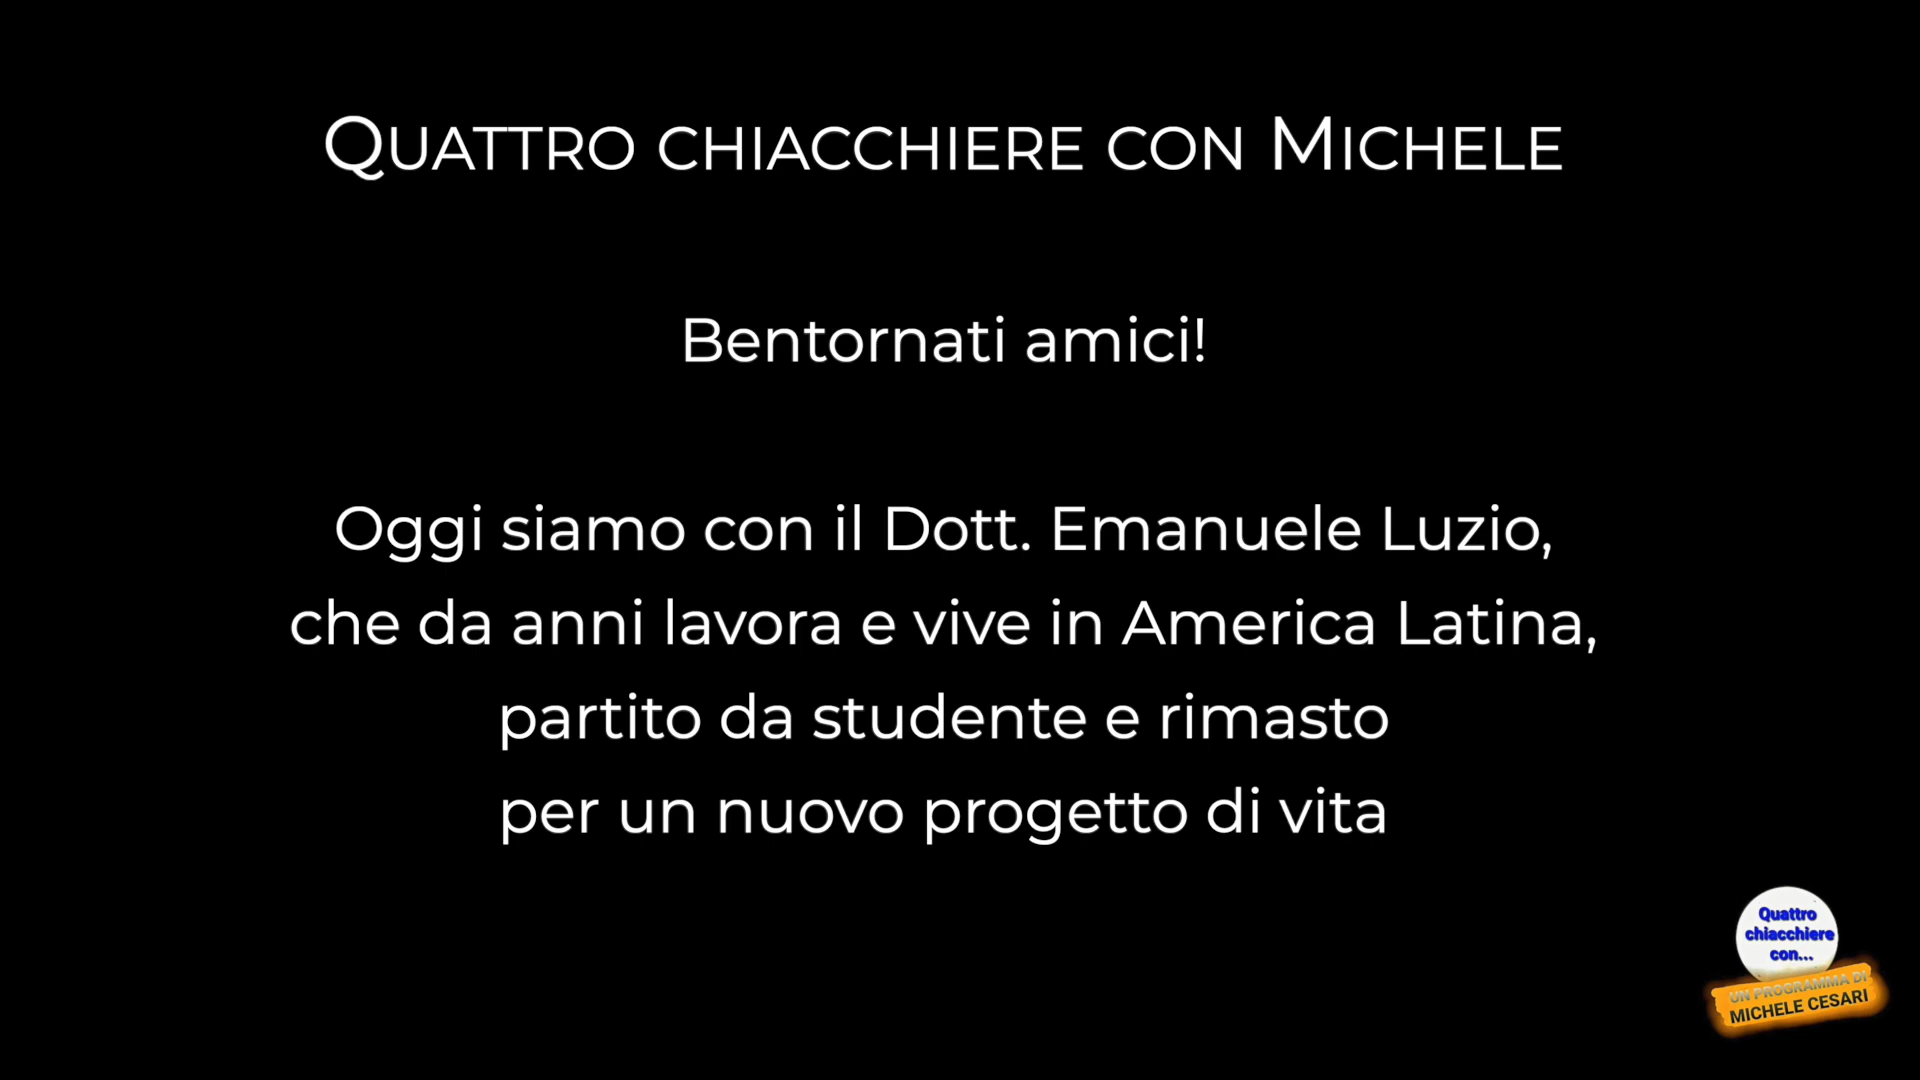 QUATTRO CHIACCHIERE CON MICHELE
Bentornati amici!
Oggi siamo con il Dott. Emanuele Luzio,
che da anni lavora e vive in America Latina,
partito da studente e rimasto
per un nuovo progetto di vita
Quattro
chiacchiere
con...
UN PROGRAMMA DI
MICHELE CESARI